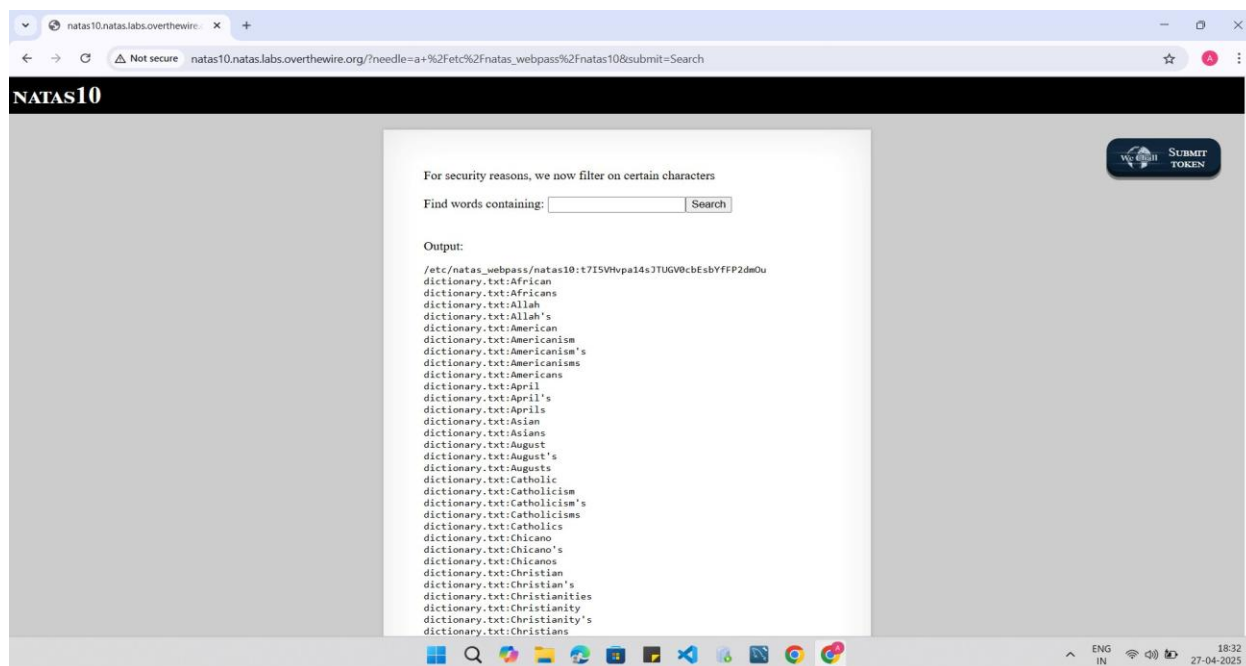 natas10.natas.labs.overthewire.
Not secure natas10.natas.labs.overthewire.org/?needle=a+%2Fetc%2Fnatas_webpass%2Fnatas10&submit=Search
A
NATAS10
We Chall
SUBMIT
TOKEN
For security reasons, we now filter on certain characters
Find words containing: Search
Output:
/etc/natas_webpass/natas10:t7I5VHvpa14sJTUGV0cbEsbYfFP2dmOu
dictionary.txt:African
dictionary.txt:Africans
dictionary.txt:Allah
dictionary.txt:Allah's
dictionary.txt:American
dictionary.txt:Americanism
dictionary.txt:Americanism's
dictionary.txt:Americanisms
dictionary.txt:Americans
dictionary.txt:April
dictionary.txt:April's
dictionary.txt:Aprils
dictionary.txt:Asian
dictionary.txt:Asians
dictionary.txt:August
dictionary.txt:August's
dictionary.txt:Augusts
dictionary.txt:Catholic
dictionary.txt:Catholicism
dictionary.txt:Catholicism's
dictionary.txt:Catholicisms
dictionary.txt:Catholics
dictionary.txt:Chicano
dictionary.txt:Chicano's
dictionary.txt:Chicanos
dictionary.txt:Christian
dictionary.txt:Christian's
dictionary.txt:Christianities
dictionary.txt:Christianity
dictionary.txt:Christianity's
dictionary.txt:Christians
ENG
IN
18:32
27-04-2025